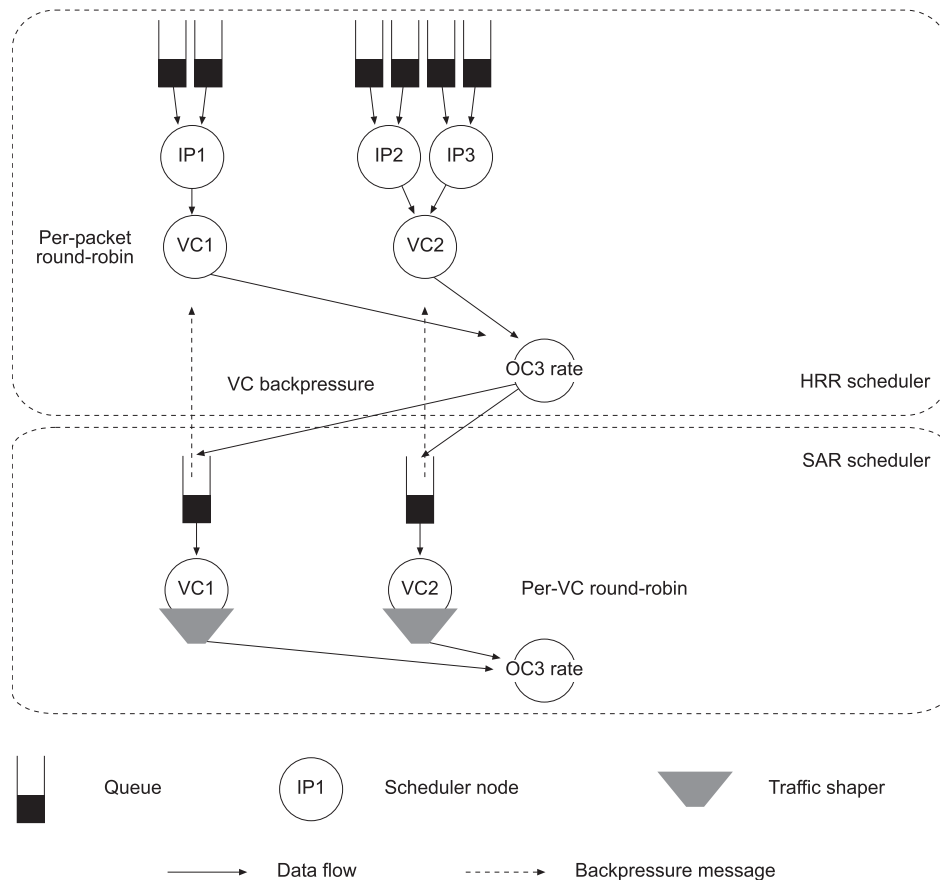 IP1
IP2
IP3
Per-packet
round-robin
VC1
VC2
OC3 rate
VC backpressure
HRR scheduler
SAR scheduler
VC1
VC2
Per-VC round-robin
OC3 rate
Queue
IP1
Scheduler node
Traffic shaper
Data flow
Backpressure message